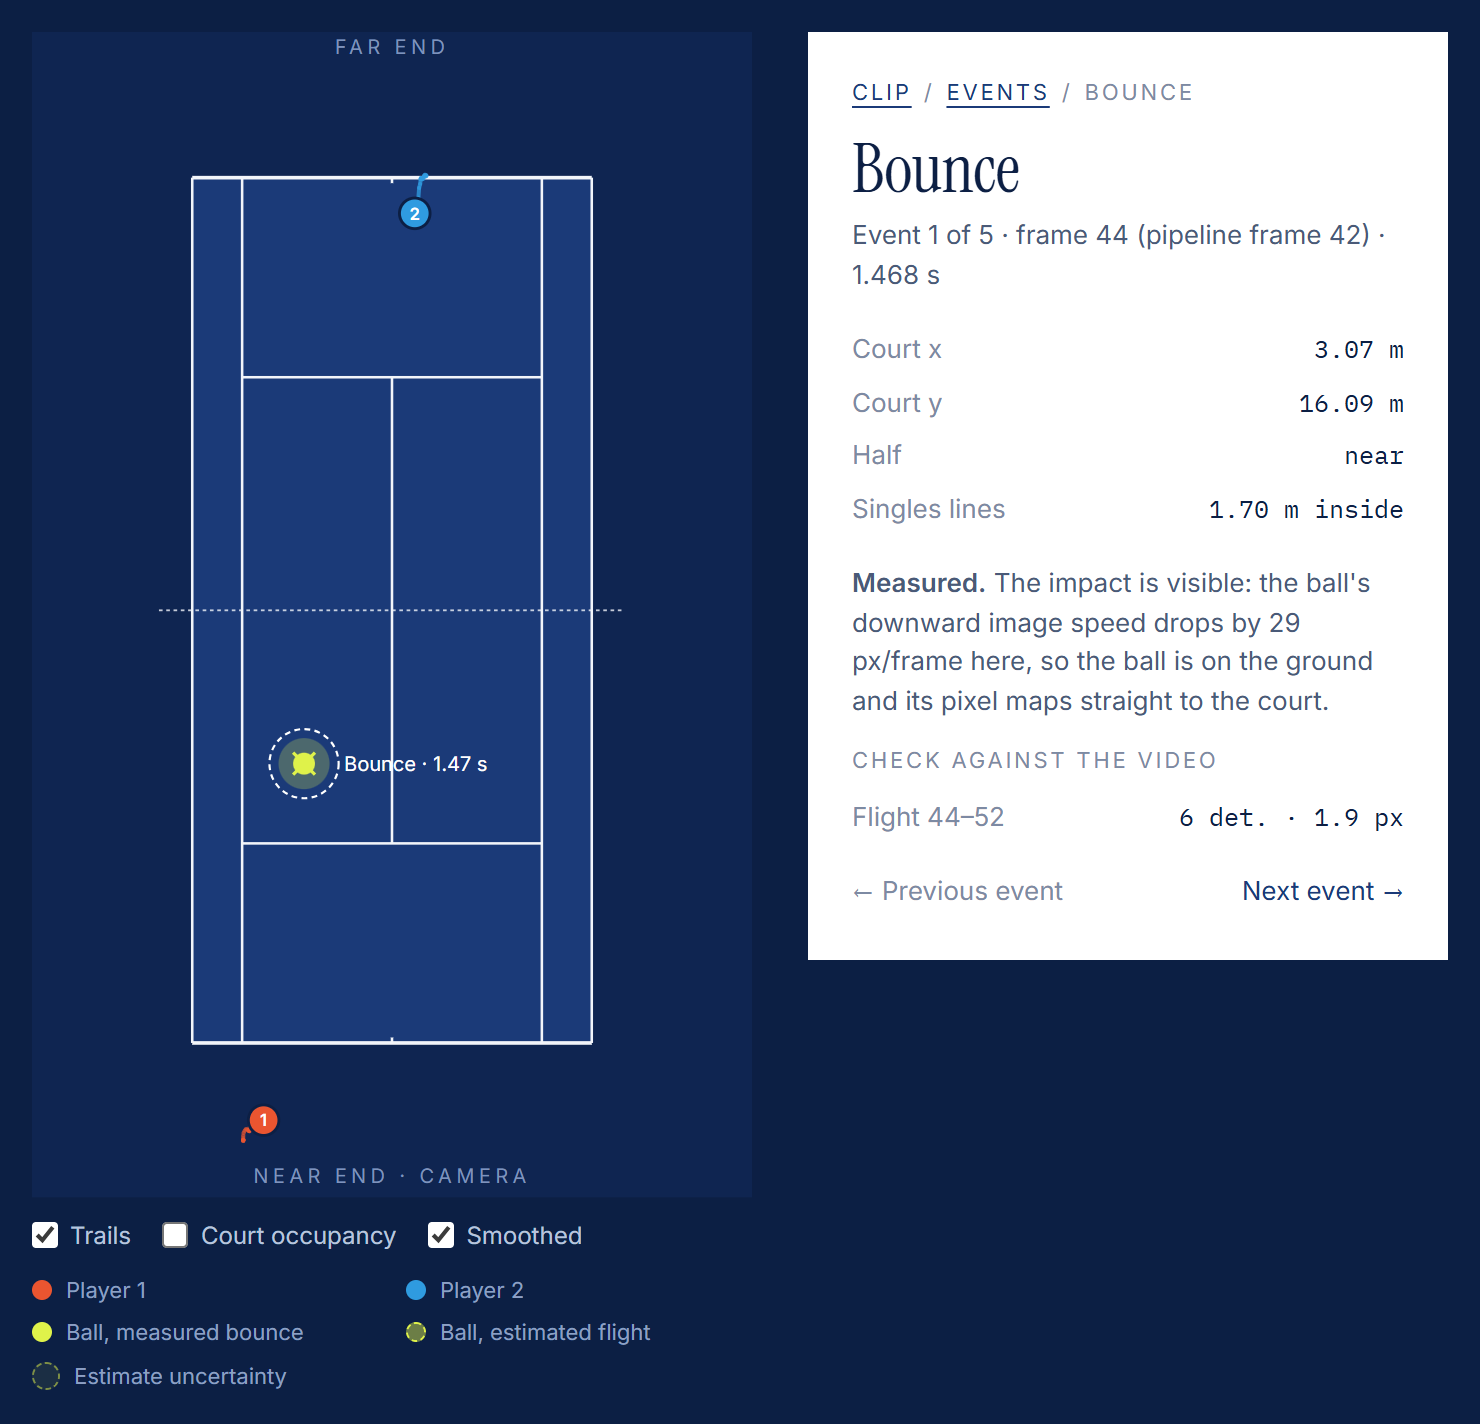 FAR END
2
Bounce · 1.47 s
1
NEAR END · CAMERA
Trails
Court occupancy
Smoothed
Player 1
Player 2
Ball, measured bounce
Ball, estimated flight
Estimate uncertainty
CLIP / EVENTS / BOUNCE
Bounce
Event 1 of 5 · frame 44 (pipeline frame 42) ·
1.468 s
Court x 3.07 m
Court y 16.09 m
Half near
Singles lines 1.70 m inside
Measured. The impact is visible: the ball's
downward image speed drops by 29
px/frame here, so the ball is on the ground
and its pixel maps straight to the court.
CHECK AGAINST THE VIDEO
Flight 44–52 6 det. · 1.9 px
← Previous event Next event →